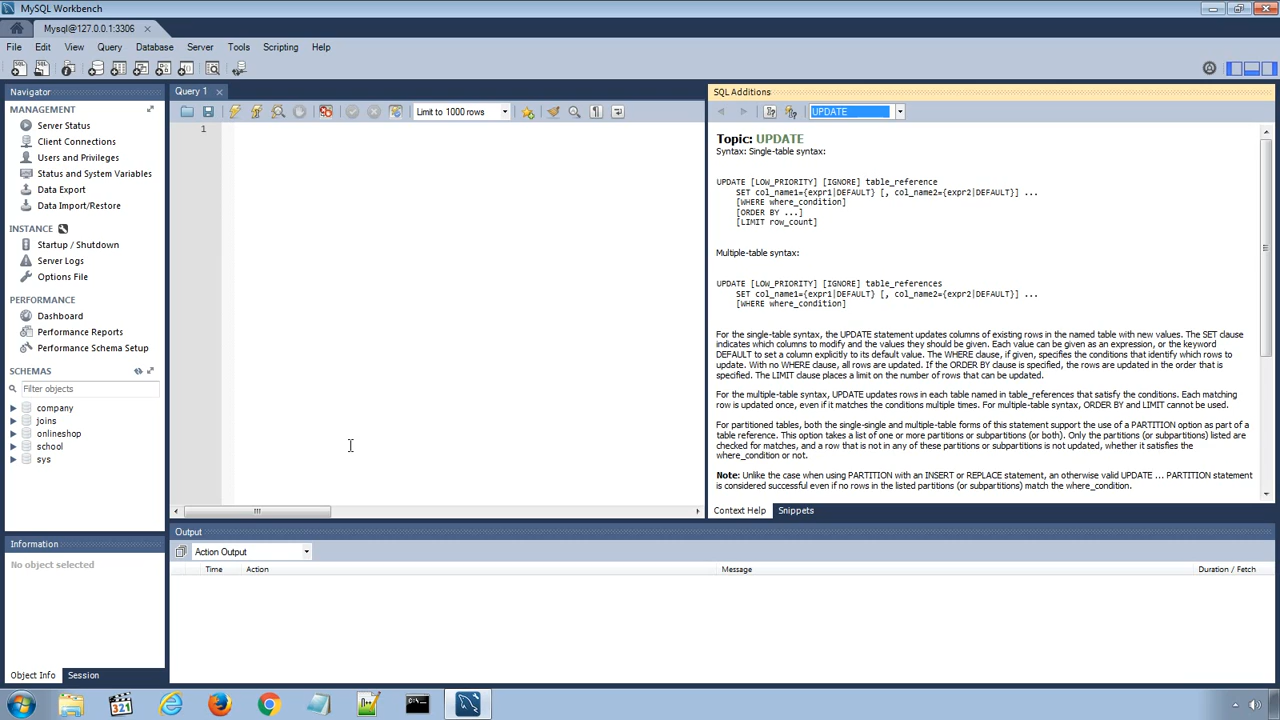 MySQL Workbench
Mysql@127.0.0.1:3306
File Edit View Query Database Server Tools Scripting Help
Navigator
MANAGEMENT
Server Status
Client Connections
Users and Privileges
Status and System Variables
Data Export
Data Import/Restore
INSTANCE
Startup / Shutdown
Server Logs
Options File
PERFORMANCE
Dashboard
Performance Reports
Performance Schema Setup
SCHEMAS
Filter objects
company
joins
onlineshop
school
sys
Information
No object selected
Object Info Session
Query 1
Limit to 1000 rows
1
SQL Additions
UPDATE
Topic: UPDATE
Syntax: Single-table syntax:
UPDATE [LOW_PRIORITY] [IGNORE] table_reference
SET col_name1={expr1|DEFAULT} [, col_name2={expr2|DEFAULT}] ...
[WHERE where_condition]
[ORDER BY ...]
[LIMIT row_count]
Multiple-table syntax:
UPDATE [LOW_PRIORITY] [IGNORE] table_references
SET col_name1={expr1|DEFAULT} [, col_name2={expr2|DEFAULT}] ...
[WHERE where_condition]
For the single-table syntax, the UPDATE statement updates columns of existing rows in the named table with new values. The SET clause
indicates which columns to modify and the values they should be given. Each value can be given as an expression, or the keyword
DEFAULT to set a column explicitly to its default value. The WHERE clause, if given, specifies the conditions that identify which rows to
update. With no WHERE clause, all rows are updated. If the ORDER BY clause is specified, the rows are updated in the order that is
specified. The LIMIT clause places a limit on the number of rows that can be updated.
For the multiple-table syntax, UPDATE updates rows in each table named in table_references that satisfy the conditions. Each matching
row is updated once, even if it matches the conditions multiple times. For multiple-table syntax, ORDER BY and LIMIT cannot be used.
For partitioned tables, both the single-single and multiple-table forms of this statement support the use of a PARTITION option as part of a
table reference. This option takes a list of one or more partitions or subpartitions (or both). Only the partitions (or subpartitions) listed are
checked for matches, and a row that is not in any of these partitions or subpartitions is not updated, whether it satisfies the
where_condition or not.
Note: Unlike the case when using PARTITION with an INSERT or REPLACE statement, an otherwise valid UPDATE ... PARTITION statement
is considered successful even if no rows in the listed partitions (or subpartitions) match the where_condition.
Context Help Snippets
Output
Action Output
Time Action Message Duration / Fetch
321
C:\